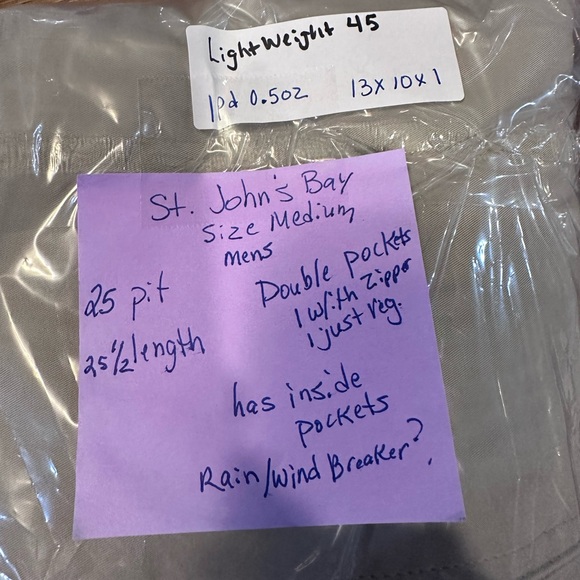 Lightweight 45
1pd 0.5oz 13x10x1
St. John's Bay
Size Medium
mens
25 pit
25 1/2 length
Double pockets
1 with Zipper
1 just reg.
has inside
pockets
Rain/Wind Breaker?